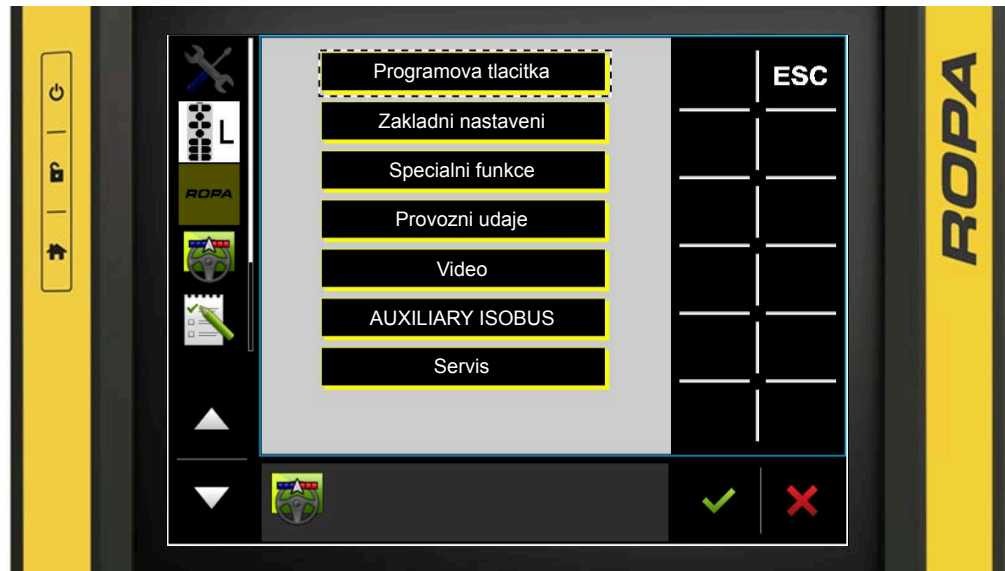 L
ROPA
Programova tlacitka
Zakladni nastaveni
Specialni funkce
Provozni udaje
Video
AUXILIARY ISOBUS
Servis
ESC
ROPA